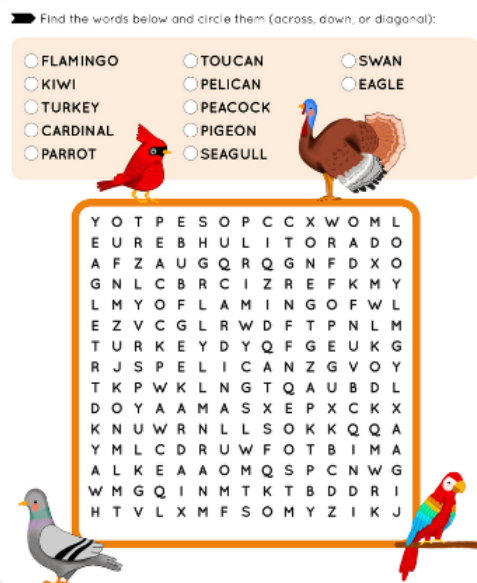 Find the words below and circle them (across, down, or diagonal):
FLAMINGO TOUCAN SWAN
KIWI PELICAN EAGLE
TURKEY PEACOCK
CARDINAL PIGEON
PARROT SEAGULL
Y O T P E S O P C C X W O M L
E U R E B H U L I T O R A D O
A F Z A U G Q R Q G N F D X O
G N L C B R C I Z R E F K M Y
L M Y O F L A M I N G O F W L
E Z V C G L R W D F T P N L M
T U R K E Y D Y Q F G E U K G
R J S P E L I C A N Z G V O Y
T K P W K L N G T Q A U B D L
D O Y A A M A S X E P X C K X
K N U W R N L L S O K K Q Q A
Y M L C D R U W F O T B I M A
A L K E A A O M Q S P C N W G
W M G Q I N M T K T B D D R I
H T V L X M F S O M Y Z I K J